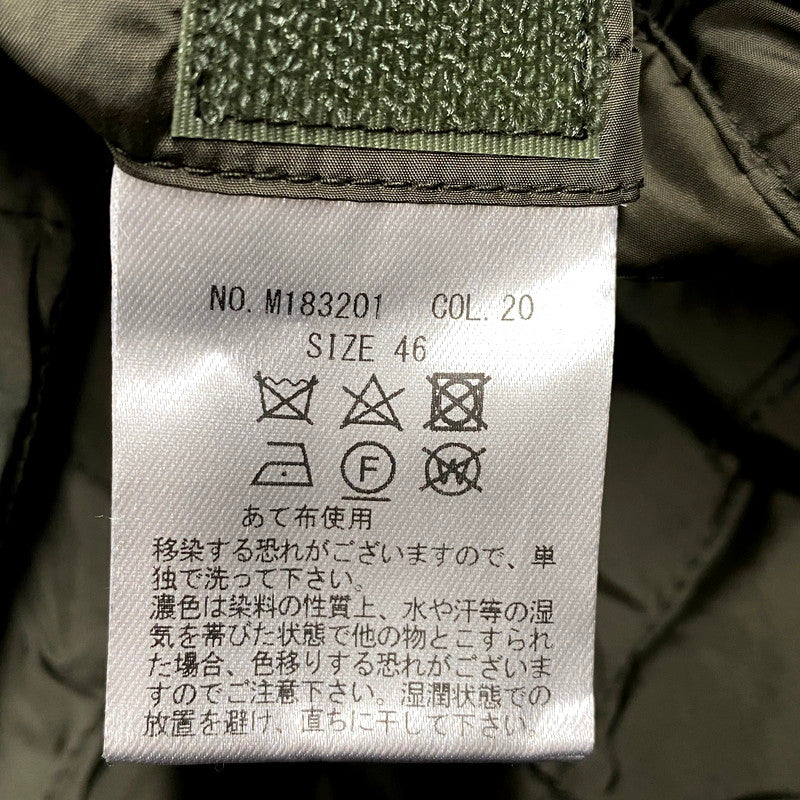 NO. M183201 COL. 20
SIZE 46
F W
あて布使用
移染する恐れがございますので、単
独で洗って下さい。
濃色は染料の性質上、水や汗等の湿
気を帯びた状態で他の物とこすられ
た場合、色移りする恐れがございま
すのでご注意下さい。湿潤状態での
放置を避け、直ちに干して下さい。